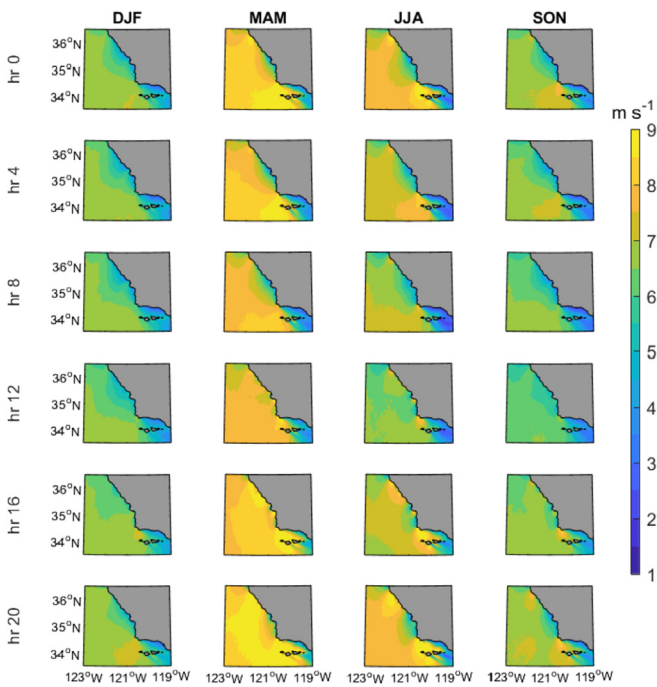 DJF MAM JJA SON
hr 0
36°N
35°N
34°N
m s-1
9
8
7
6
5
4
3
2
1
hr 4
36°N
35°N
34°N
hr 8
36°N
35°N
34°N
hr 12
36°N
35°N
34°N
hr 16
36°N
35°N
34°N
hr 20
36°N
35°N
34°N
123°W 121°W 119°W 123°W 121°W 119°W 123°W 121°W 119°W 123°W 121°W 119°W